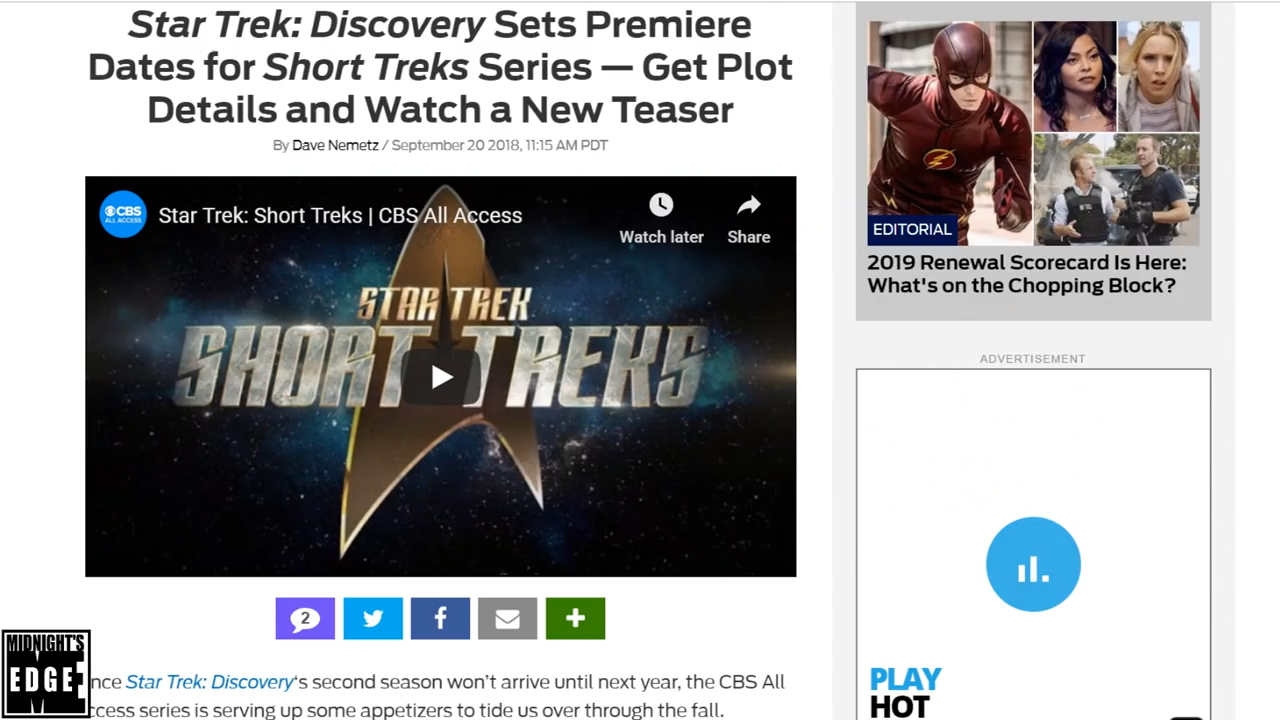 Star Trek: Discovery Sets Premiere
Dates for Short Treks Series — Get Plot
Details and Watch a New Teaser
By Dave Nemetz / September 20 2018, 11:15 AM PDT
CBS
ALL ACCESS
Star Trek: Short Treks | CBS All Access
Watch later
Share
STAR TREK
SHORT TREKS
2
nce Star Trek: Discovery‘s second season won’t arrive until next year, the CBS All
ccess series is serving up some appetizers to tide us over through the fall.
MIDNIGHT'S
ME
EDGE
EDITORIAL
2019 Renewal Scorecard Is Here:
What's on the Chopping Block?
ADVERTISEMENT
PLAY
HOT